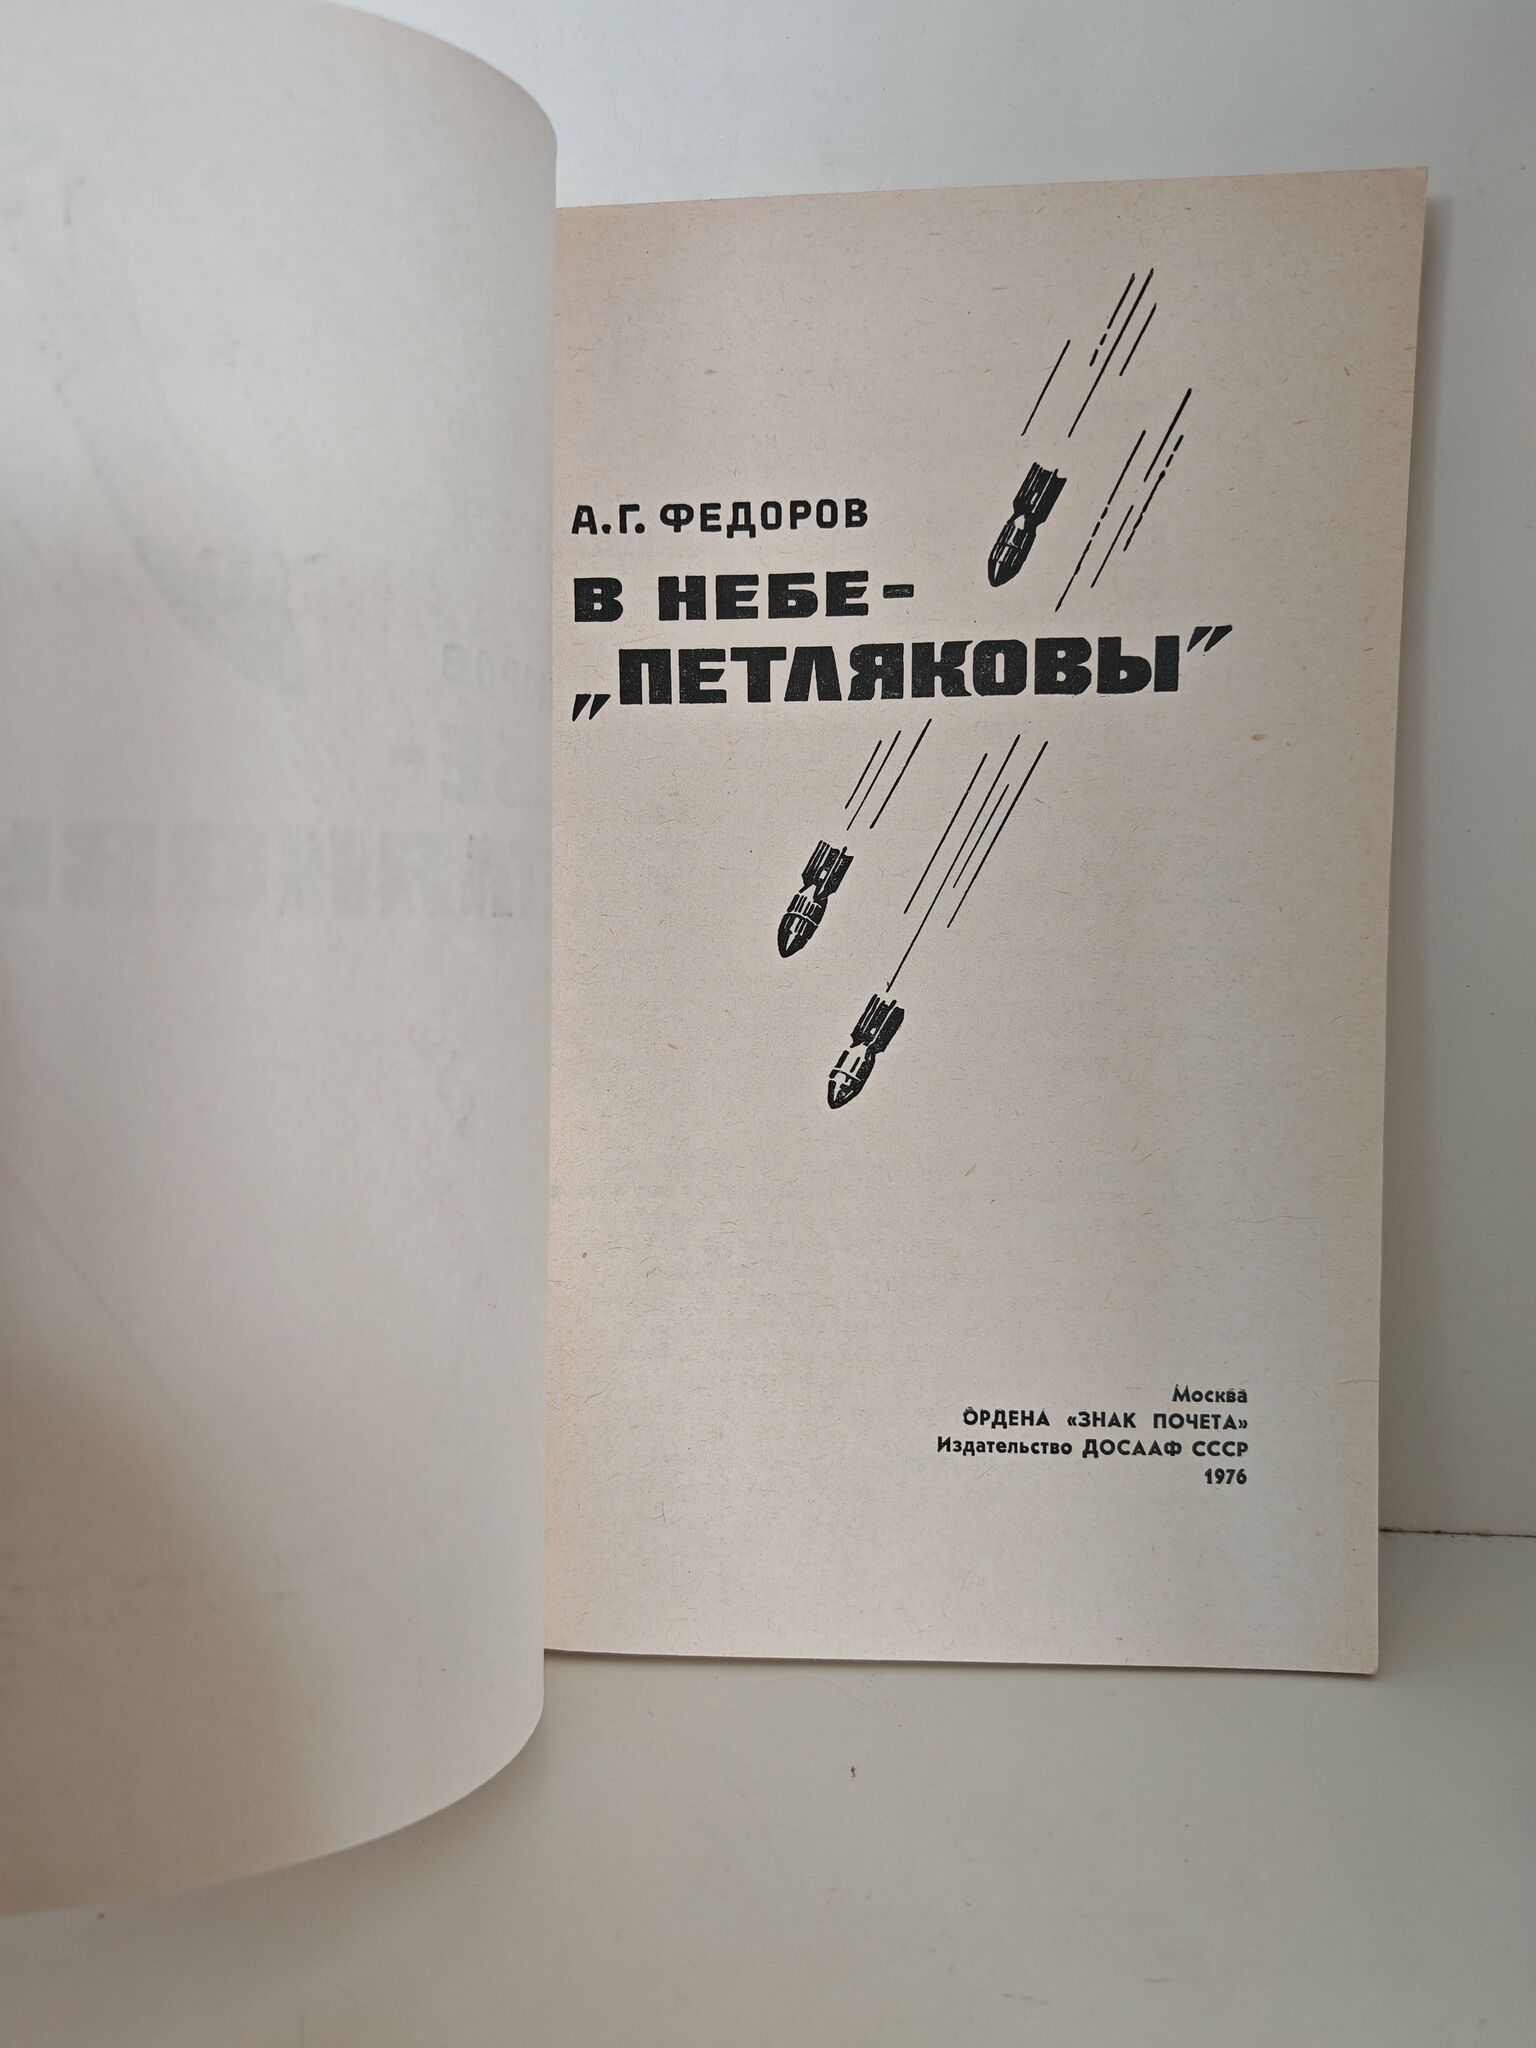 А.Г. ФЕДОРОВ
В НЕБЕ-
„ПЕТЛЯКОВЫ”
Москва
ОРДЕНА «ЗНАК ПОЧЕТА»
Издательство ДОСААФ СССР
1976